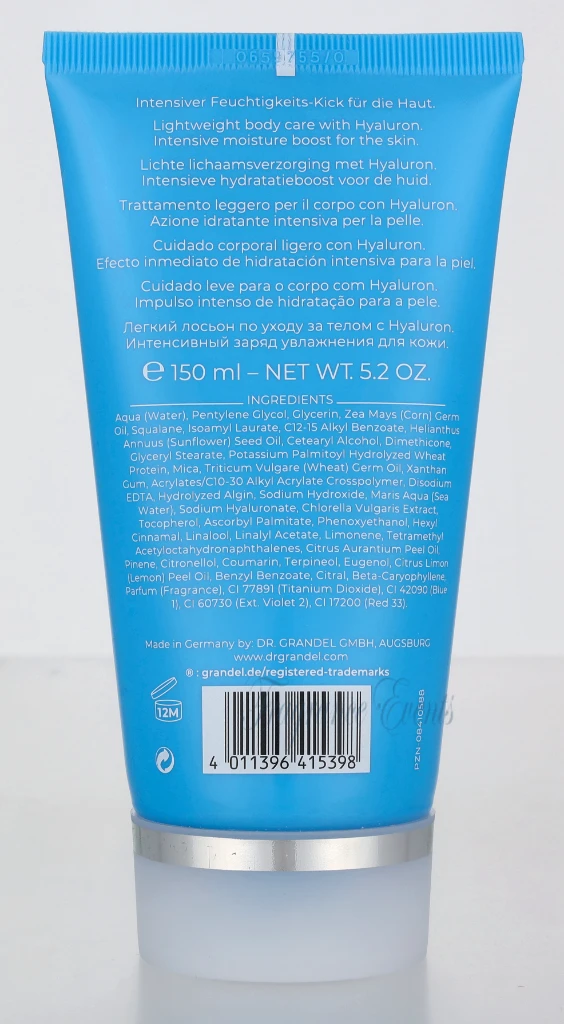 Intensiver Feuchtigkeits-Kick für die Haut.
Lightweight body care with Hyaluron.
Intensive moisture boost for the skin.
Lichte lichaamsverzorging met Hyaluron.
Intensieve hydratatieboost voor de huid.
Trattamento leggero per il corpo con Hyaluron.
Azione idratante intensiva per la pelle.
Cuidado corporal ligero con Hyaluron.
Efecto inmediato de hidratación intensiva para la piel.
Cuidado leve para o corpo com Hyaluron.
Impulso intenso de hidratação para a pele.
Легкий лосьон по уходу за телом с Hyaluron.
Интенсивный заряд увлажнения для кожи.
℮ 150 ml – NET WT. 5.2 OZ.
INGREDIENTS
Aqua (Water), Pentylene Glycol, Glycerin, Zea Mays (Corn) Germ
Oil, Squalane, Isoamyl Laurate, C12-15 Alkyl Benzoate, Helianthus
Annuus (Sunflower) Seed Oil, Cetearyl Alcohol, Dimethicone,
Glyceryl Stearate, Potassium Palmitoyl Hydrolyzed Wheat
Protein, Mica, Triticum Vulgare (Wheat) Germ Oil, Xanthan
Gum, Acrylates/C10-30 Alkyl Acrylate Crosspolymer, Disodium
EDTA, Hydrolyzed Algin, Sodium Hydroxide, Maris Aqua (Sea
Water), Sodium Hyaluronate, Chlorella Vulgaris Extract,
Tocopherol, Ascorbyl Palmitate, Phenoxyethanol, Hexyl
Cinnamal, Linalool, Linalyl Acetate, Limonene, Tetramethyl
Acetyloctahydronaphthalenes, Citrus Aurantium Peel Oil,
Pinene, Citronellol, Coumarin, Terpineol, Eugenol, Citrus Limon
(Lemon) Peel Oil, Benzyl Benzoate, Citral, Beta-Caryophyllene,
Parfum (Fragrance), CI 77891 (Titanium Dioxide), CI 42090 (Blue
1), CI 60730 (Ext. Violet 2), CI 17200 (Red 33).
Made in Germany by: DR. GRANDEL GMBH, AUGSBURG
www.drgrandel.com
® : grandel.de/registered-trademarks
12M
4 011396 415398
PZN 08410588